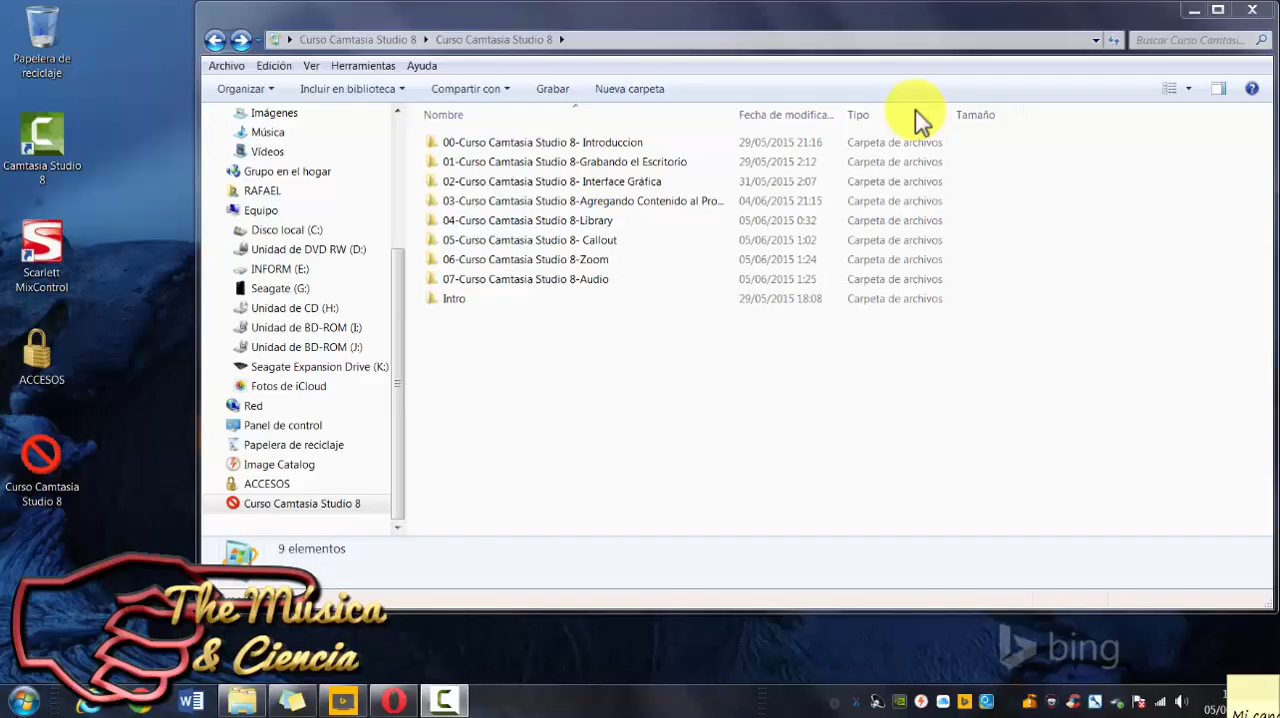 Papelera de
reciclaje
Camtasia Studio
8
Scarlett
MixControl
ACCESOS
Curso Camtasia
Studio 8
Curso Camtasia Studio 8 Curso Camtasia Studio 8
Buscar Curso Camtasi...
Archivo Edición Ver Herramientas Ayuda
Organizar Incluir en biblioteca Compartir con Grabar Nueva carpeta
Imágenes
Música
Vídeos
Grupo en el hogar
RAFAEL
Equipo
Disco local (C:)
Unidad de DVD RW (D:)
INFORM (E:)
Seagate (G:)
Unidad de CD (H:)
Unidad de BD-ROM (I:)
Unidad de BD-ROM (J:)
Seagate Expansion Drive (K:)
Fotos de iCloud
Red
Panel de control
Papelera de reciclaje
Image Catalog
ACCESOS
Curso Camtasia Studio 8
Nombre Fecha de modifica... Tipo Tamaño
00-Curso Camtasia Studio 8- Introduccion 29/05/2015 21:16 Carpeta de archivos
01-Curso Camtasia Studio 8-Grabando el Escritorio 29/05/2015 2:12 Carpeta de archivos
02-Curso Camtasia Studio 8- Interface Gráfica 31/05/2015 2:07 Carpeta de archivos
03-Curso Camtasia Studio 8-Agregando Contenido al Pro... 04/06/2015 21:15 Carpeta de archivos
04-Curso Camtasia Studio 8-Library 05/06/2015 0:32 Carpeta de archivos
05-Curso Camtasia Studio 8- Callout 05/06/2015 1:02 Carpeta de archivos
06-Curso Camtasia Studio 8-Zoom 05/06/2015 1:24 Carpeta de archivos
07-Curso Camtasia Studio 8-Audio 05/06/2015 1:25 Carpeta de archivos
Intro 29/05/2015 18:08 Carpeta de archivos
9 elementos
The Música
& Ciencia
bing